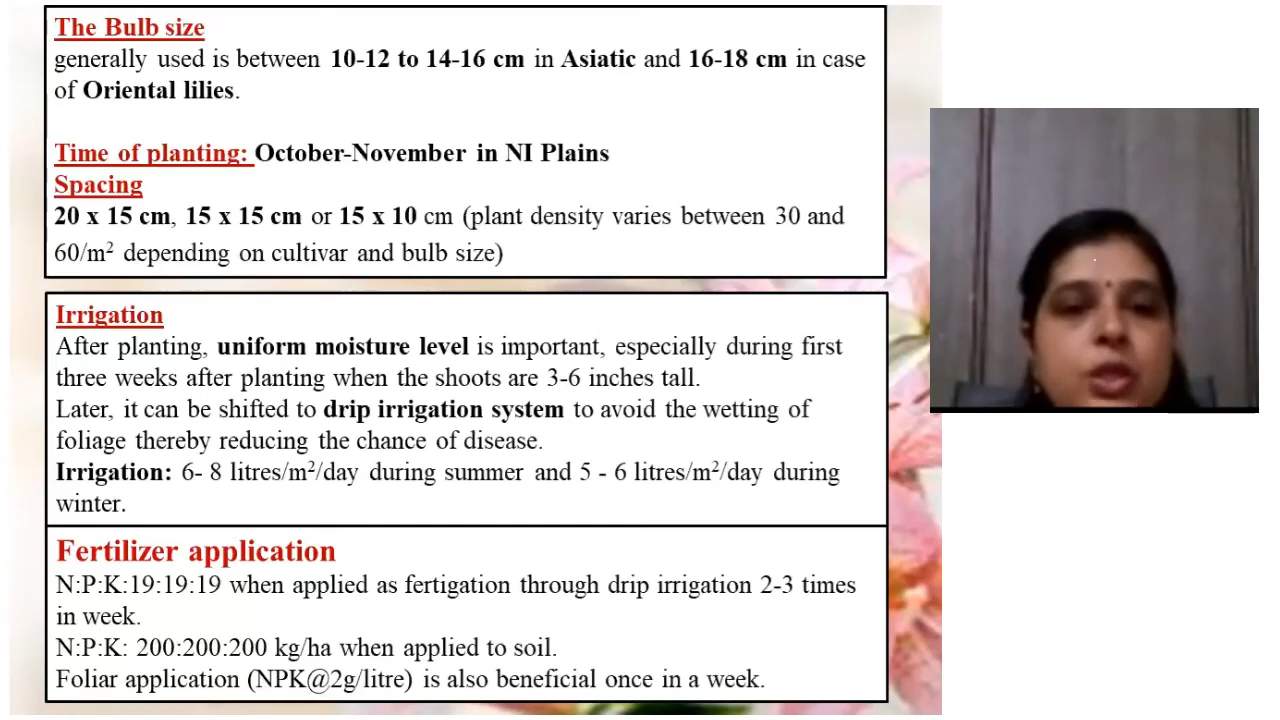 The Bulb size
generally used is between 10-12 to 14-16 cm in Asiatic and 16-18 cm in case
of Oriental lilies.
Time of planting: October-November in NI Plains
Spacing
20 x 15 cm, 15 x 15 cm or 15 x 10 cm (plant density varies between 30 and
60/m² depending on cultivar and bulb size)
Irrigation
After planting, uniform moisture level is important, especially during first
three weeks after planting when the shoots are 3-6 inches tall.
Later, it can be shifted to drip irrigation system to avoid the wetting of
foliage thereby reducing the chance of disease.
Irrigation: 6- 8 litres/m²/day during summer and 5 - 6 litres/m²/day during
winter.
Fertilizer application
N:P:K:19:19:19 when applied as fertigation through drip irrigation 2-3 times
in week.
N:P:K: 200:200:200 kg/ha when applied to soil.
Foliar application (NPK@2g/litre) is also beneficial once in a week.